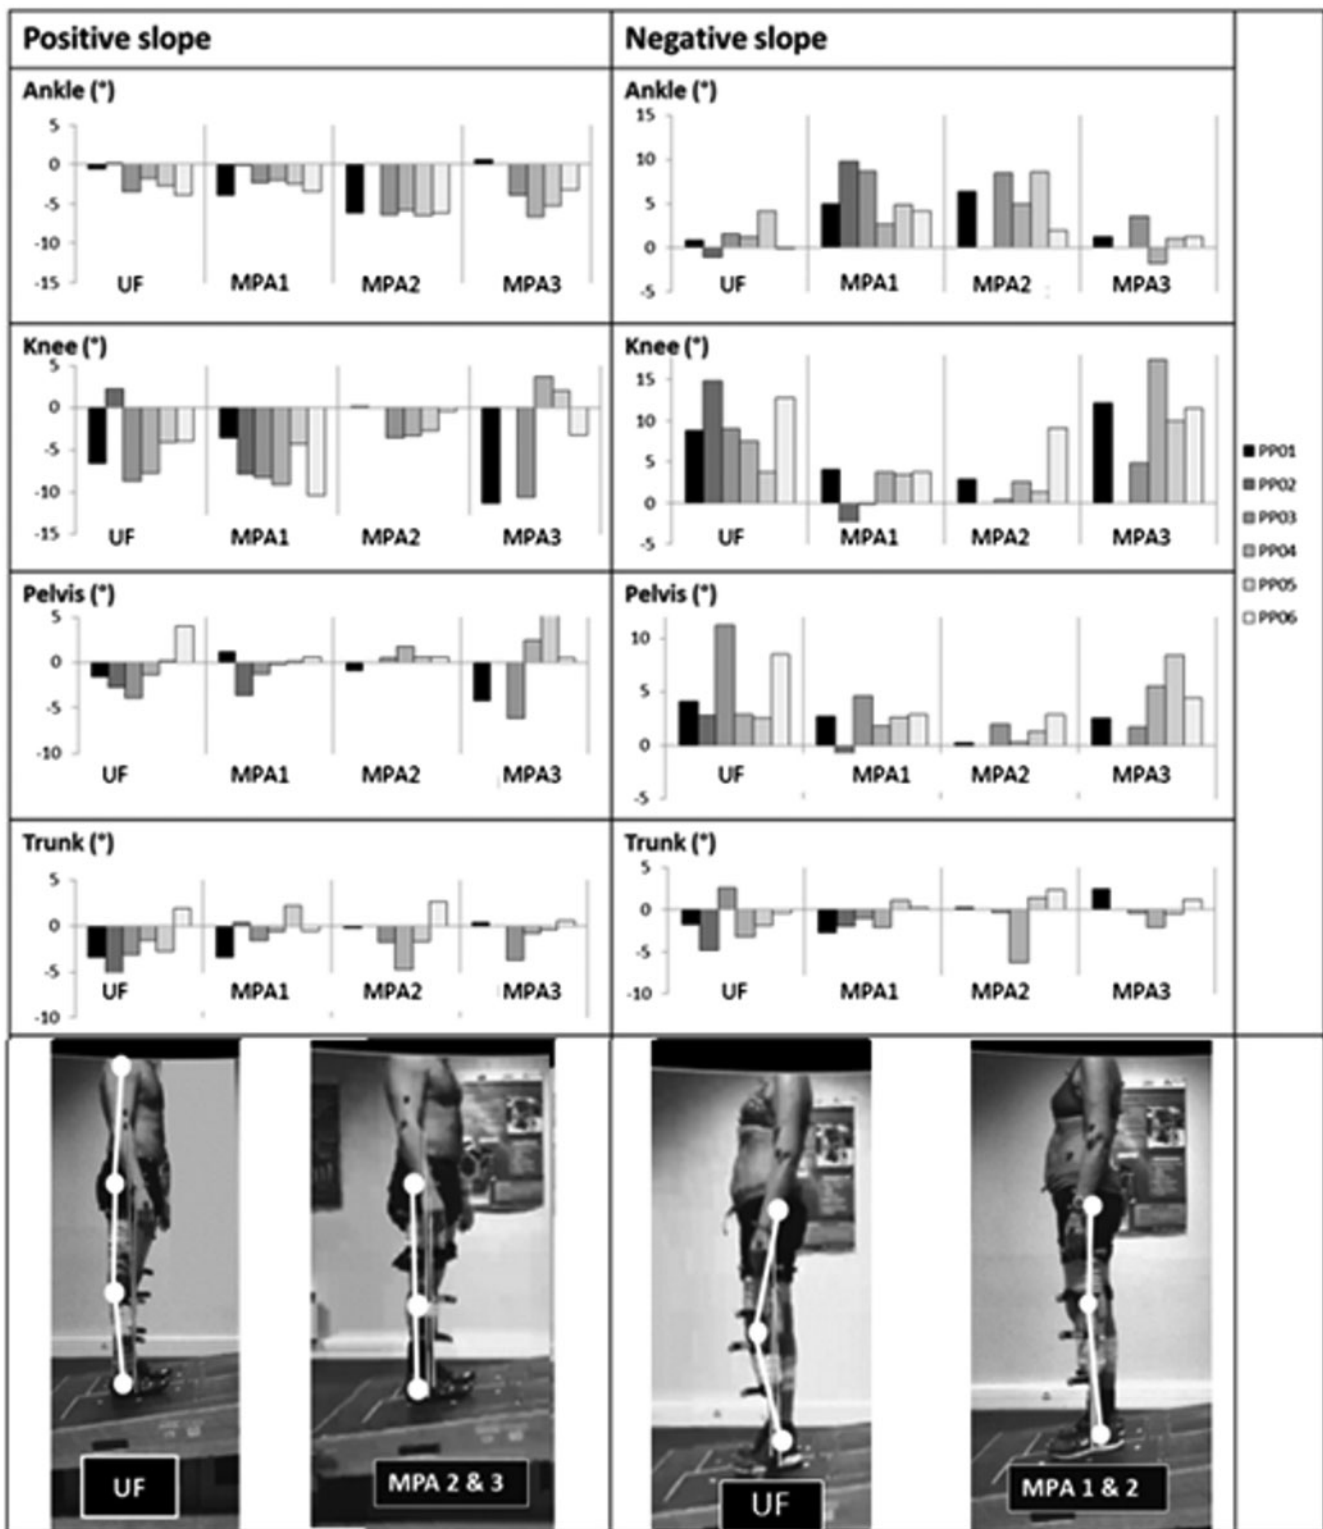 Positive slope
Negative slope
Ankle (°)
5
0
-5
-10
-15
UF
MPA1
MPA2
MPA3
Ankle (°)
15
10
5
0
-5
UF
MPA1
MPA2
MPA3
Knee (°)
5
0
-5
-10
-15
UF
MPA1
MPA2
MPA3
Knee (°)
15
10
5
0
-5
UF
MPA1
MPA2
MPA3
PP01
PP02
PP03
PP04
PP05
PP06
Pelvis (°)
5
0
-5
-10
UF
MPA1
MPA2
MPA3
Pelvis (°)
10
5
0
-5
UF
MPA1
MPA2
MPA3
Trunk (°)
5
0
-5
-10
UF
MPA1
MPA2
MPA3
Trunk (°)
5
0
-5
-10
UF
MPA1
MPA2
MPA3
UF
MPA 2 & 3
UF
MPA 1 & 2